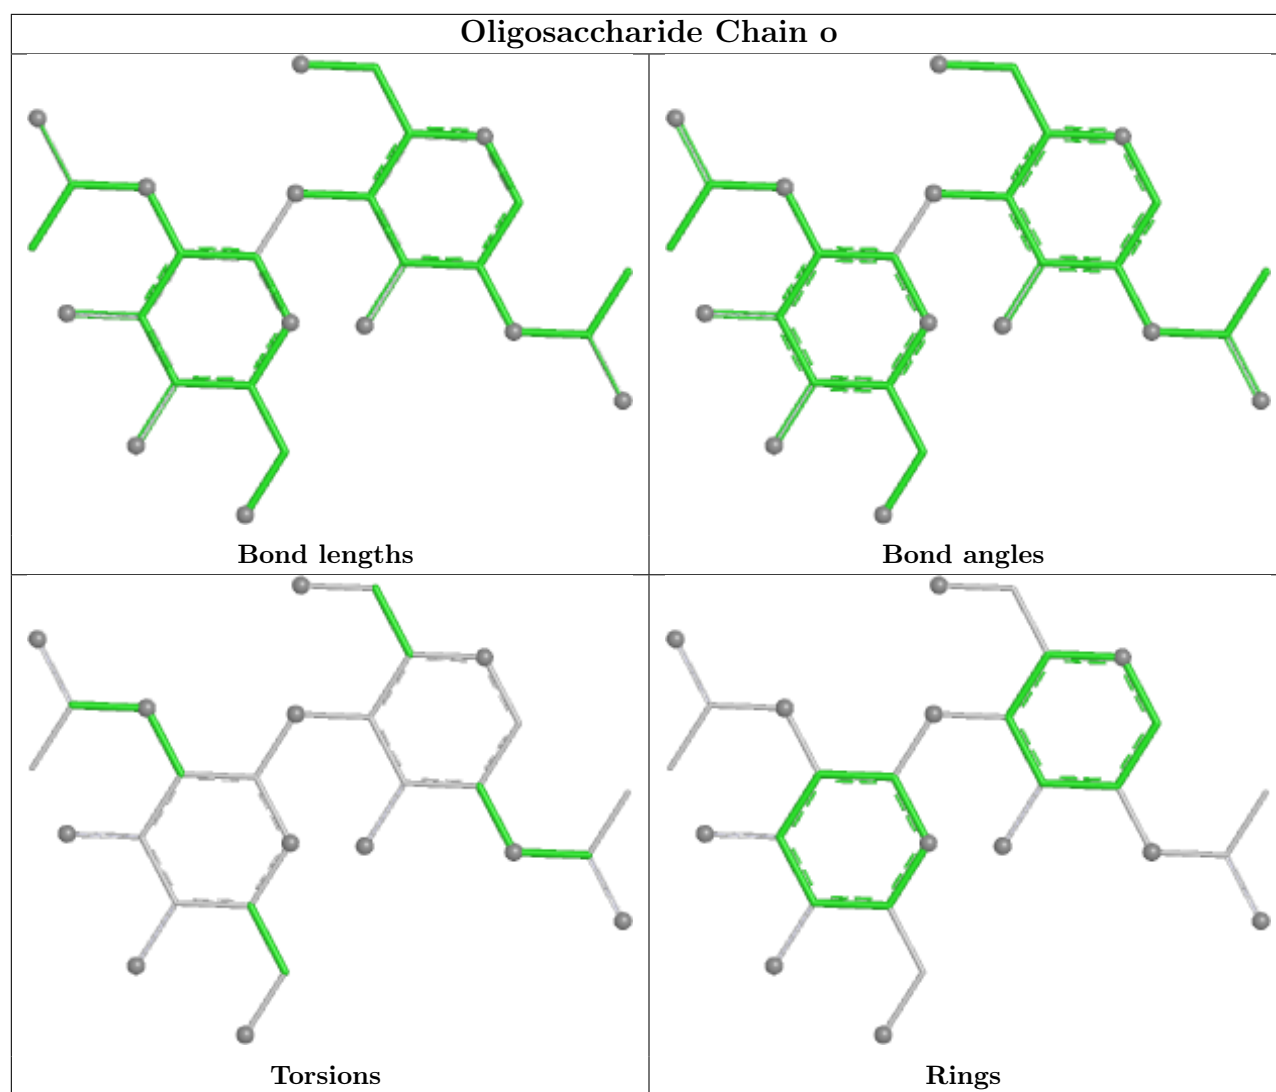 Oligosaccharide Chain o
Bond lengths
Bond angles
Torsions
Rings